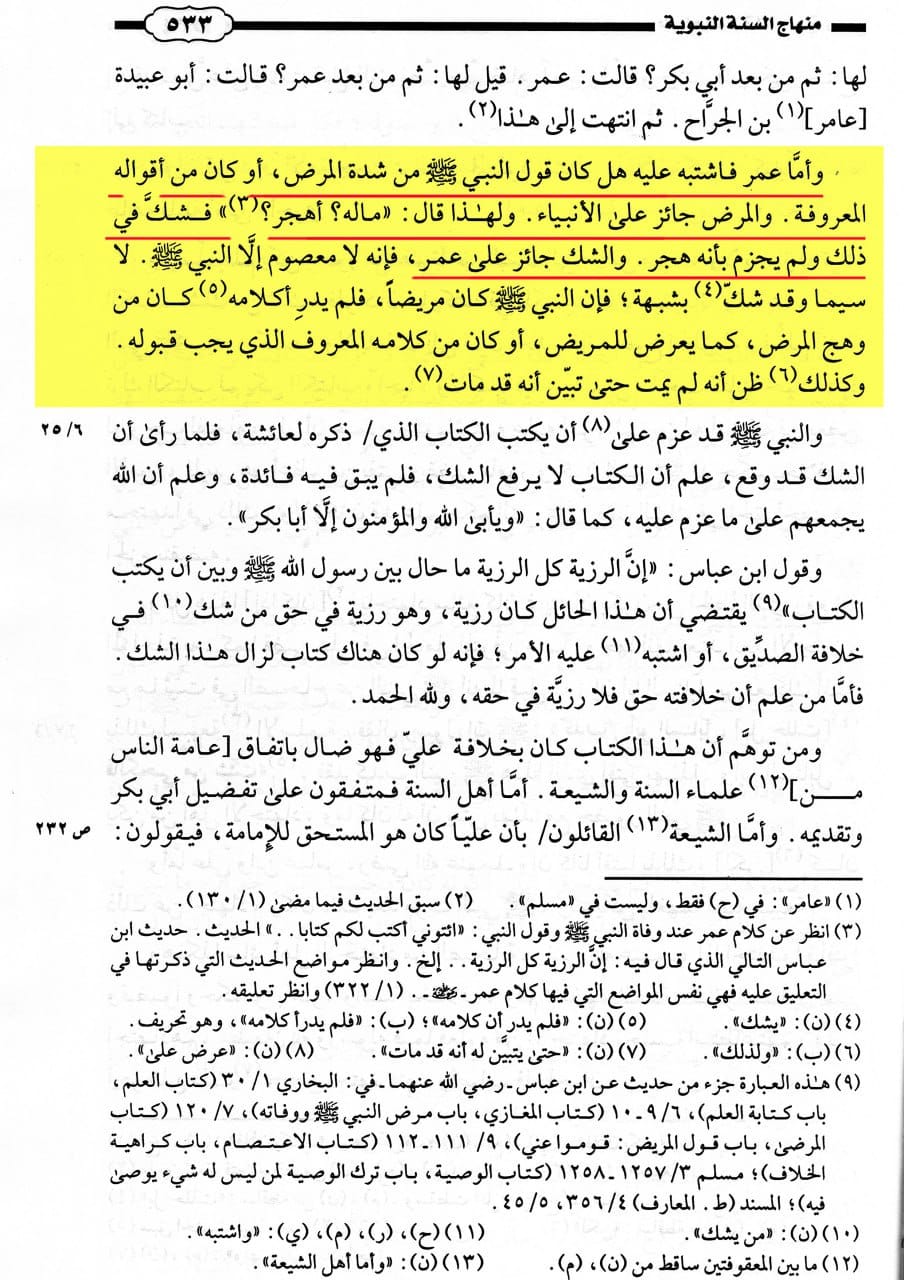 منهاج السنة النبوية ٥٣٣
لها: ثم من بعد أبي بكر؟ قالت: عمر. قيل لها: ثم من بعد عمر؟ قالت: أبو عبيدة
[عامر](١) بن الجرَّاح. ثم انتهت إلىٰ هٰذا(٢).
وأمَّا عمر فاشتبه عليه هل كان قول النبي ﷺ من شدة المرض، أو كان من أقواله
المعروفة. والمرض جائز علىٰ الأنبياء. ولهٰذا قال: «ماله؟ أهجر؟(٣)» فشكَّ في
ذلك ولم يجزم بأنه هجر. والشك جائز علىٰ عمر، فإنه لا معصوم إلَّا النبي ﷺ. لا
سيما وقد شكّ(٤) بشبهة؛ فإن النبي ﷺ كان مريضاً، فلم يدرِ أكلامه(٥) كان من
وهج المرض، كما يعرض للمريض، أو كان من كلامه المعروف الذي يجب قبوله.
وكذلك(٦) ظن أنه لم يمت حتىٰ تبيّن أنه قد مات(٧).
والنبي ﷺ قد عزم علىٰ(٨) أن يكتب الكتاب الذي/ ذكره لعائشة، فلما رأىٰ أن ٢٥/٦
الشك قد وقع، علم أن الكتاب لا يرفع الشك، فلم يبق فيه فائدة، وعلم أن الله
يجمعهم علىٰ ما عزم عليه، كما قال: «ويأبىٰ الله والمؤمنون إلَّا أبا بكر».
وقول ابن عباس: «إنَّ الرزية كل الرزية ما حال بين رسول الله ﷺ وبين أن يكتب
الكتاب»(٩) يقتضي أن هٰذا الحائل كان رزية، وهو رزية في حق من شك(١٠) في
خلافة الصدِّيق، أو اشتبه(١١) عليه الأمر؛ فإنه لو كان هناك كتاب لزال هٰذا الشك.
فأمَّا من علم أن خلافته حق فلا رزيَّة في حقه، ولله الحمد.
ومن توهَّم أن هٰذا الكتاب كان بخلافة عليّ فهو ضال باتفاق [عامة الناس
مــن](١٢) علماء السنة والشيعة. أمَّا أهل السنة فمتفقون علىٰ تفضيل أبي بكر
وتقديمه. وأمَّا الشيعة(١٣) القائلون/ بأن عليّاً كان هو المستحق للإمامة، فيقولون: ص ٢٣٢
(١) «عامر»: في (ح) فقط، وليست في «مسلم». (٢) سبق الحديث فيما مضىٰ (١/ ١٣٠).
(٣) انظر عن كلام عمر عند وفاة النبي ﷺ وقول النبي: «ائتوني أكتب لكم كتابا..» الحديث. حديث ابن
عباس التالي الذي قال فيه: إنَّ الرزية كل الرزية.. إلخ. وانظر مواضع الحديث التي ذكرتها في
التعليق عليه فهي نفس المواضع التي فيها كلام عمر ـ رضي الله عنه ـ. (١/ ٣٢٢) وانظر تعليقه.
(٤) (ن): «يشك». (٥) (ن): «فلم يدر أن كلامه»؛ (ب): «فلم يدرأ كلامه»، وهو تحريف.
(٦) (ب): «ولذلك». (٧) (ن): «حتىٰ يتبيَّن له أنه قد مات». (٨) (ن): «عرض علىٰ».
(٩) هٰذه العبارة جزء من حديث عن ابن عباس ـ رضي الله عنهما ـ في: البخاري ١/ ٣٠ (كتاب العلم،
باب كتابة العلم)، ٦/ ٩ ـ ١٠ (كتاب المغازي، باب مرض النبي ﷺ ووفاته)، ٧/ ١٢٠ (كتاب
المرضىٰ، باب قول المريض: قوموا عني)، ٩/ ١١١ ـ ١١٢ (كتاب الاعتصام، باب كراهية
الخلاف)؛ مسلم ٣/ ١٢٥٧ ـ ١٢٥٨ (كتاب الوصية، باب ترك الوصية لمن ليس له شيء يوصىٰ
فيه)؛ المسند (ط. المعارف) ٤/ ٣٥٦، ٥/ ٤٥.
(١٠) (ن): «من يشك». (١١) (ح)، (ر)، (م)، (ي): «واشتبه».
(١٢) ما بين المعقوفتين ساقط من (ن)، (م). (١٣) (ن): «وأما أهل الشيعة».